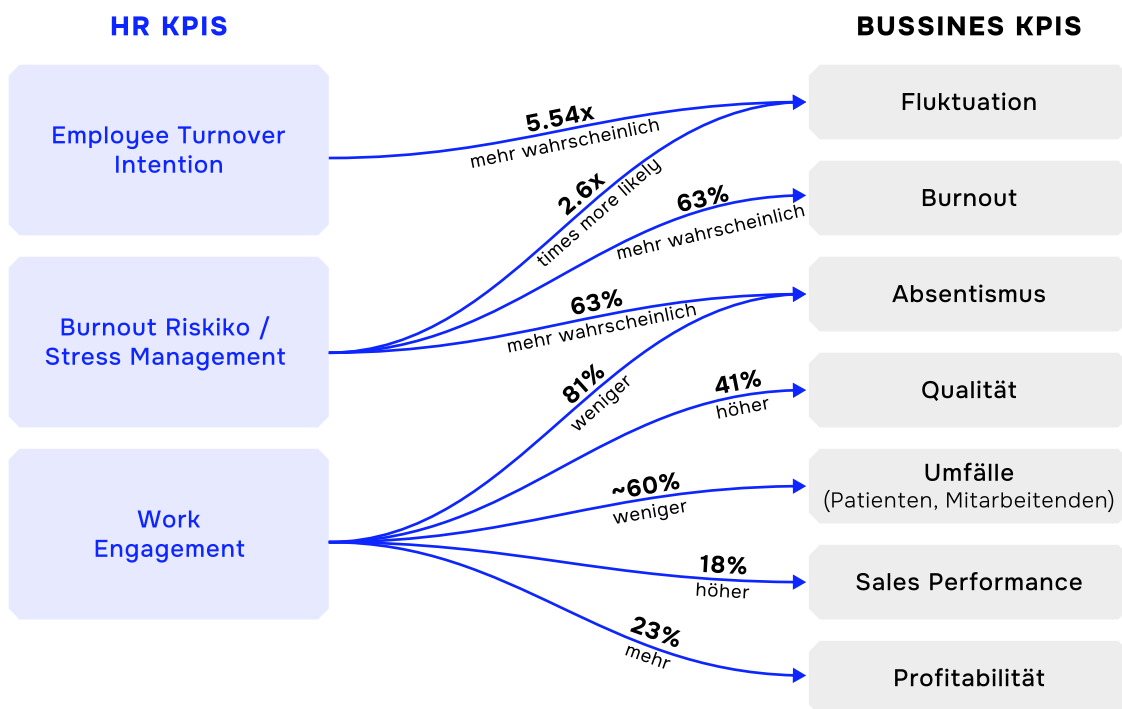 HR KPIS
BUSSINES KPIS
Employee Turnover
Intention
Burnout Riskiko /
Stress Management
Work
Engagement
5.54x
mehr wahrscheinlich
2.6x
times more likely
63%
mehr wahrscheinlich
63%
mehr wahrscheinlich
81%
weniger
41%
höher
~60%
weniger
18%
höher
23%
mehr
Fluktuation
Burnout
Absentismus
Qualität
Umfälle
(Patienten, Mitarbeitenden)
Sales Performance
Profitabilität